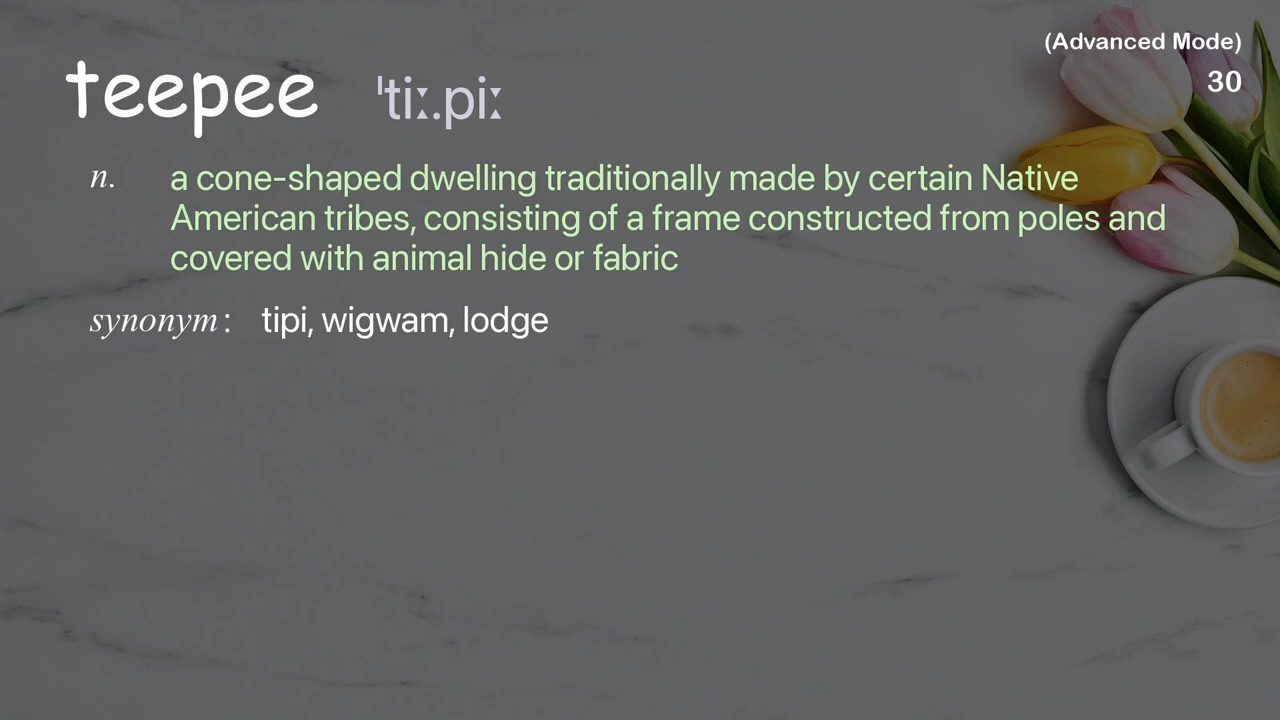 (Advanced Mode)
30
teepee ˈtiː.piː
n. a cone-shaped dwelling traditionally made by certain Native
American tribes, consisting of a frame constructed from poles and
covered with animal hide or fabric
synonym: tipi, wigwam, lodge